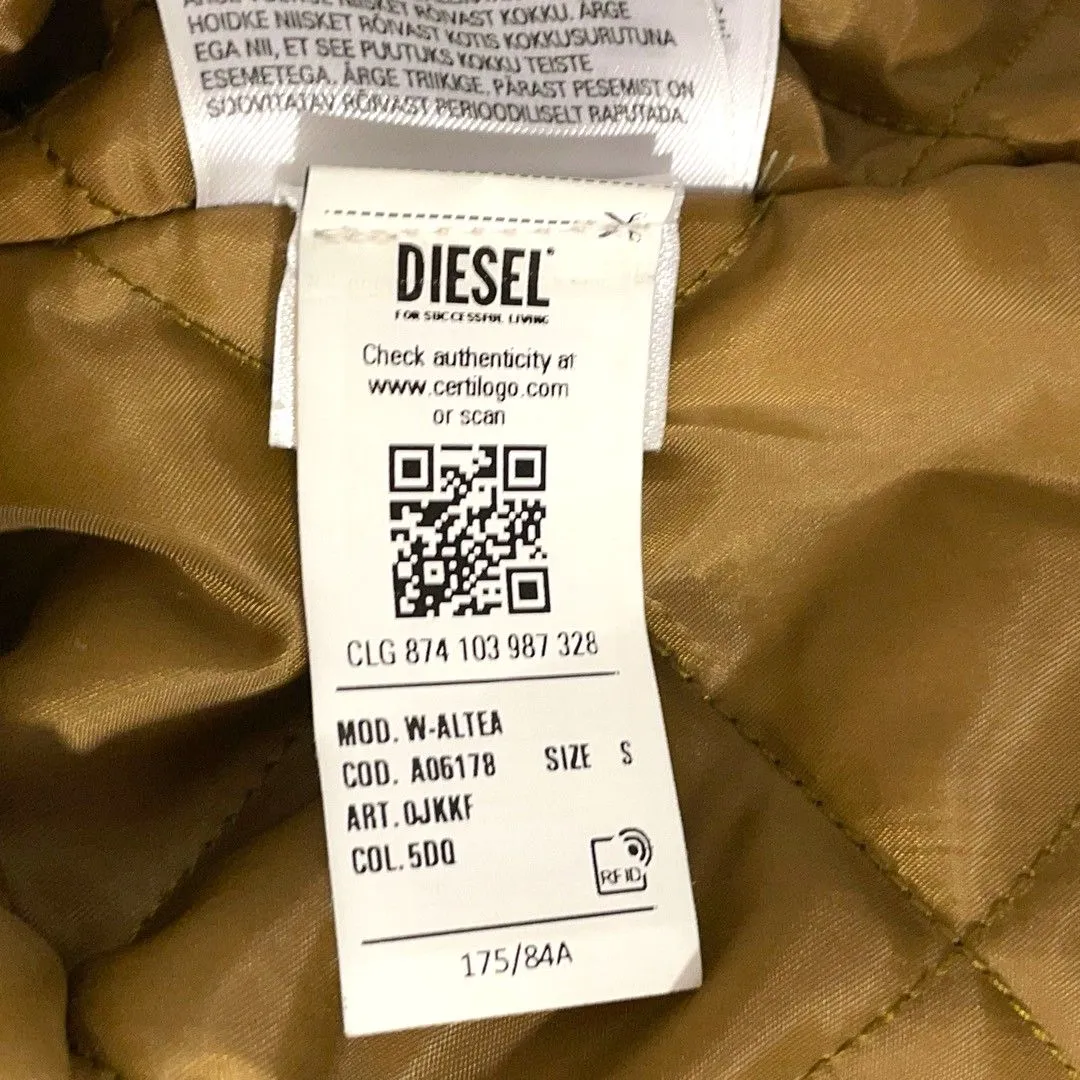 HOIDKE NIISKET RÕIVAST KOTIS KOKKUSURUTUNA
EGA NII, ET SEE PUUTUKS KOKKU TEISTE
ESEMETEGA. ÄRGE TRIIKIGE. PÄRAST PESEMIST ON
SOOVITATAV RÕIVAST PERIOODILISELT RAPUTADA.
DIESEL
FOR SUCCESSFUL LIVING
Check authenticity at
www.certilogo.com
or scan
CLG 874 103 987 328
MOD. W-ALTEA
COD. A06178 SIZE S
ART. 0JKKF
COL. 5DQ
RFID
175/84A